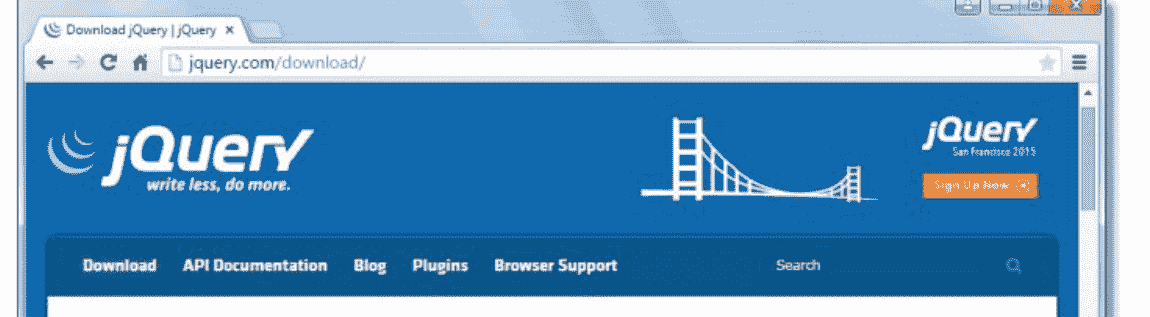 Download jQuery | jQuery
jquery.com/download/
jQuery
write less, do more.
jQuery
San Francisco 2015
Sign Up Now
Download API Documentation Blog Plugins Browser Support Search